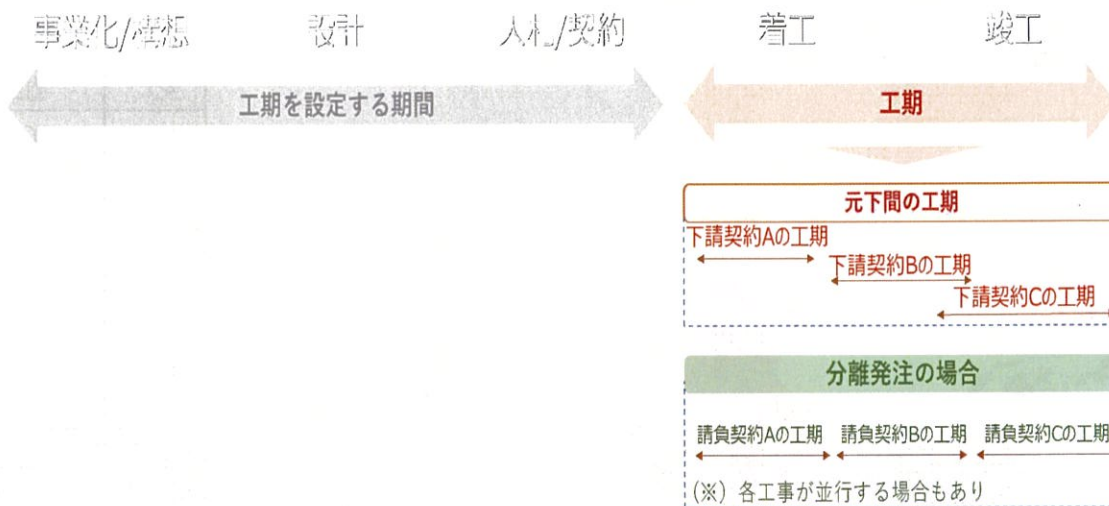 事業化/構想 設計 入札/契約 着工 竣工
工期を設定する期間 工期
元下間の工期
下請契約Aの工期
下請契約Bの工期
下請契約Cの工期
分離発注の場合
請負契約Aの工期 請負契約Bの工期 請負契約Cの工期
(※) 各工事が並行する場合もあり